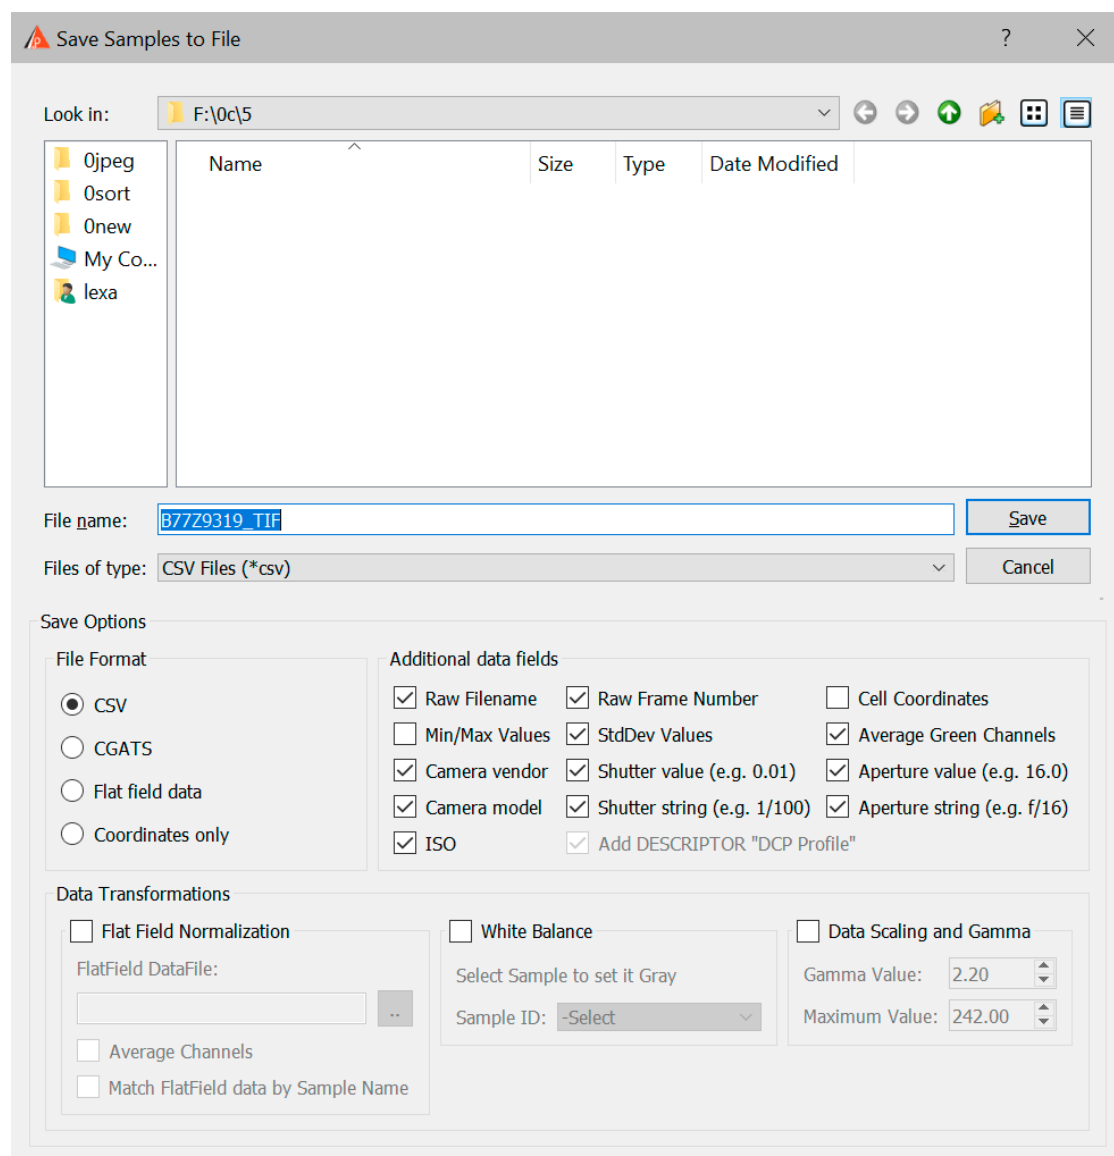 Save Samples to File ?
Look in: F:\0c\5
0jpeg
0sort
0new
My Co...
lexa
Name Size Type Date Modified
File name: B77Z9319_TIF Save
Files of type: CSV Files (*csv) Cancel
Save Options
File Format
CSV
CGATS
Flat field data
Coordinates only
Additional data fields
Raw Filename Raw Frame Number Cell Coordinates
Min/Max Values StdDev Values Average Green Channels
Camera vendor Shutter value (e.g. 0.01) Aperture value (e.g. 16.0)
Camera model Shutter string (e.g. 1/100) Aperture string (e.g. f/16)
ISO Add DESCRIPTOR "DCP Profile"
Data Transformations
Flat Field Normalization
FlatField DataFile:
..
Average Channels
Match FlatField data by Sample Name
White Balance
Select Sample to set it Gray
Sample ID: -Select
Data Scaling and Gamma
Gamma Value: 2.20
Maximum Value: 242.00